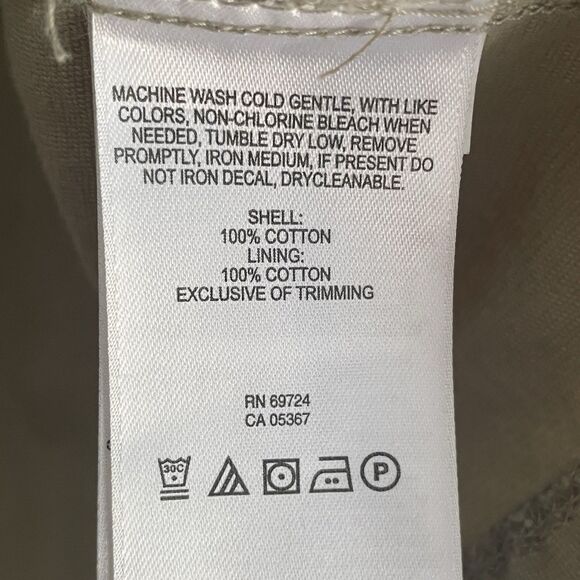 MACHINE WASH COLD GENTLE, WITH LIKE
COLORS, NON-CHLORINE BLEACH WHEN
NEEDED, TUMBLE DRY LOW, REMOVE
PROMPTLY, IRON MEDIUM, IF PRESENT DO
NOT IRON DECAL, DRYCLEANABLE.
SHELL:
100% COTTON
LINING:
100% COTTON
EXCLUSIVE OF TRIMMING
RN 69724
CA 05367
30C P